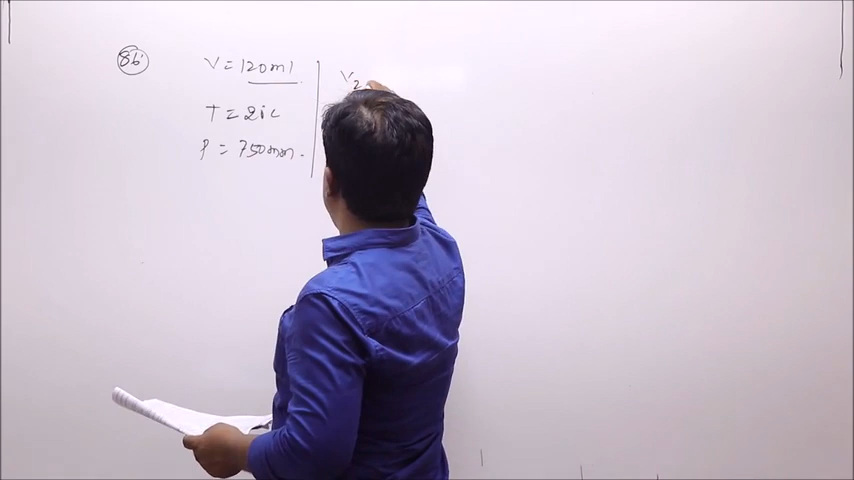 86
V = 120ml
V2
T = 21c
P = 750mm.